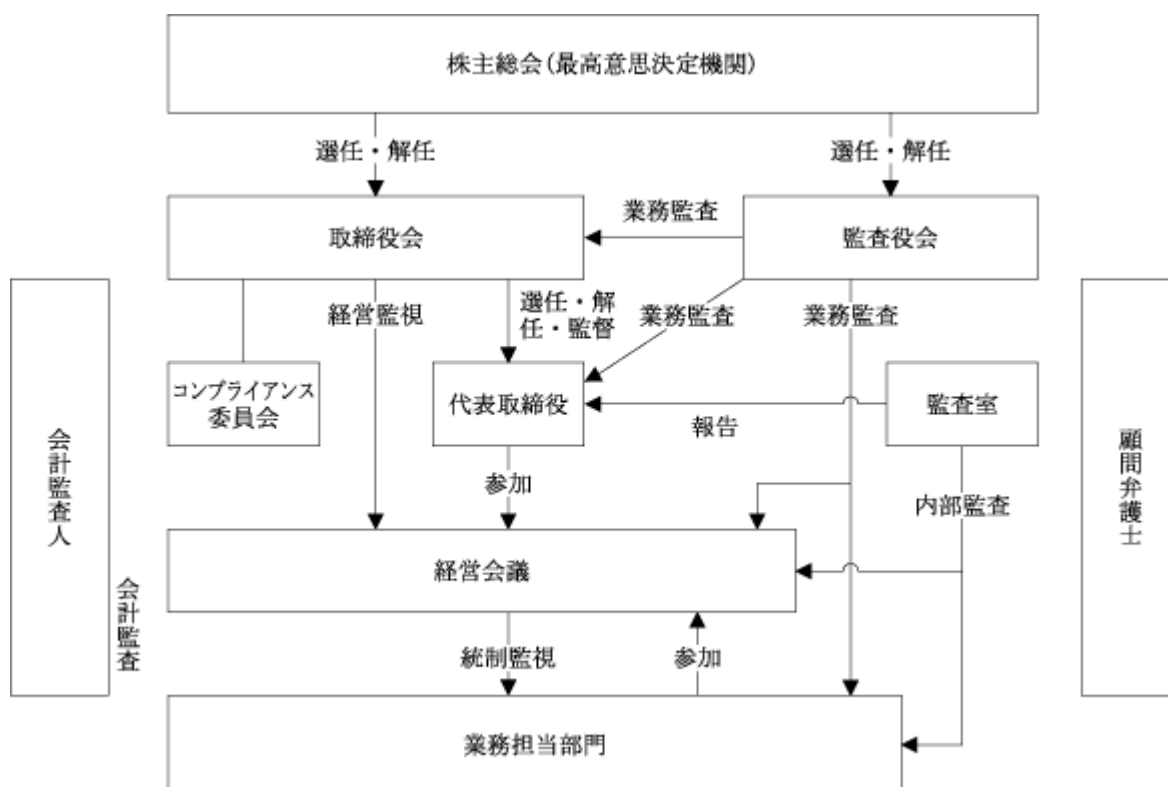 株主総会(最高意思決定機関)
選任・解任
選任・解任
取締役会
業務監査
監査役会
経営監視
選任・解
任・監督
業務監査
業務監査
コンプライアンス
委員会
代表取締役
報告
監査室
会計監査人
顧問弁護士
参加
内部監査
経営会議
会計監査
統制監視
参加
業務担当部門